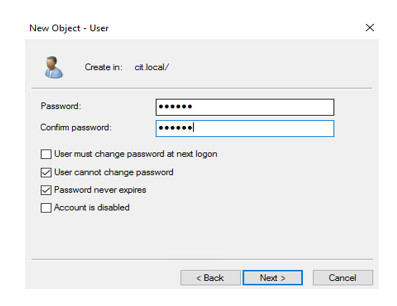 New Object - User
Create in: cit.local/
Password: ●●●●●●
Confirm password: ●●●●●●
User must change password at next logon
User cannot change password
Password never expires
Account is disabled
< Back Next > Cancel